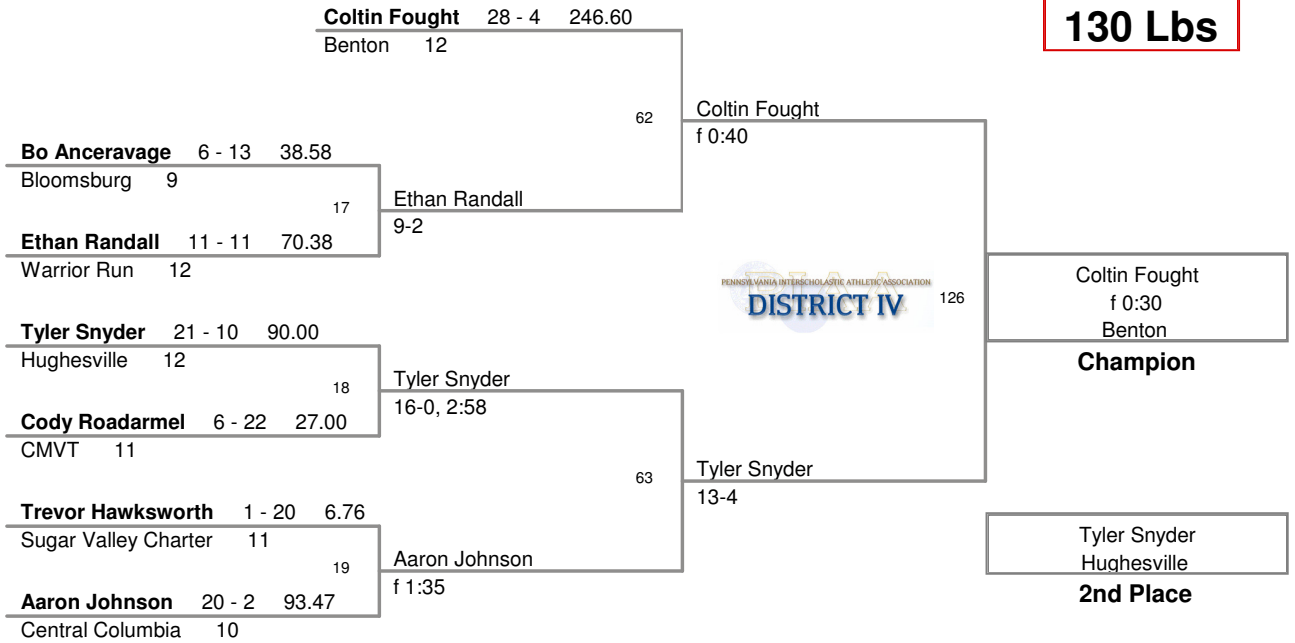 Coltin Fought 28 - 4 246.60
130 Lbs
Benton 12
62
Coltin Fought
f 0:40
Bo Anceravage 6 - 13 38.58
Bloomsburg 9
17
Ethan Randall
9-2
Ethan Randall 11 - 11 70.38
Warrior Run 12
PIAA
PENNSYLVANIA INTERSCHOLASTIC ATHLETIC ASSOCIATION
DISTRICT IV
126
Coltin Fought
f 0:30
Benton
Champion
Tyler Snyder 21 - 10 90.00
Hughesville 12
18
Tyler Snyder
16-0, 2:58
Cody Roadarmel 6 - 22 27.00
CMVT 11
63
Tyler Snyder
13-4
Trevor Hawksworth 1 - 20 6.76
Sugar Valley Charter 11
19
Aaron Johnson
f 1:35
Aaron Johnson 20 - 2 93.47
Central Columbia 10
Tyler Snyder
Hughesville
2nd Place